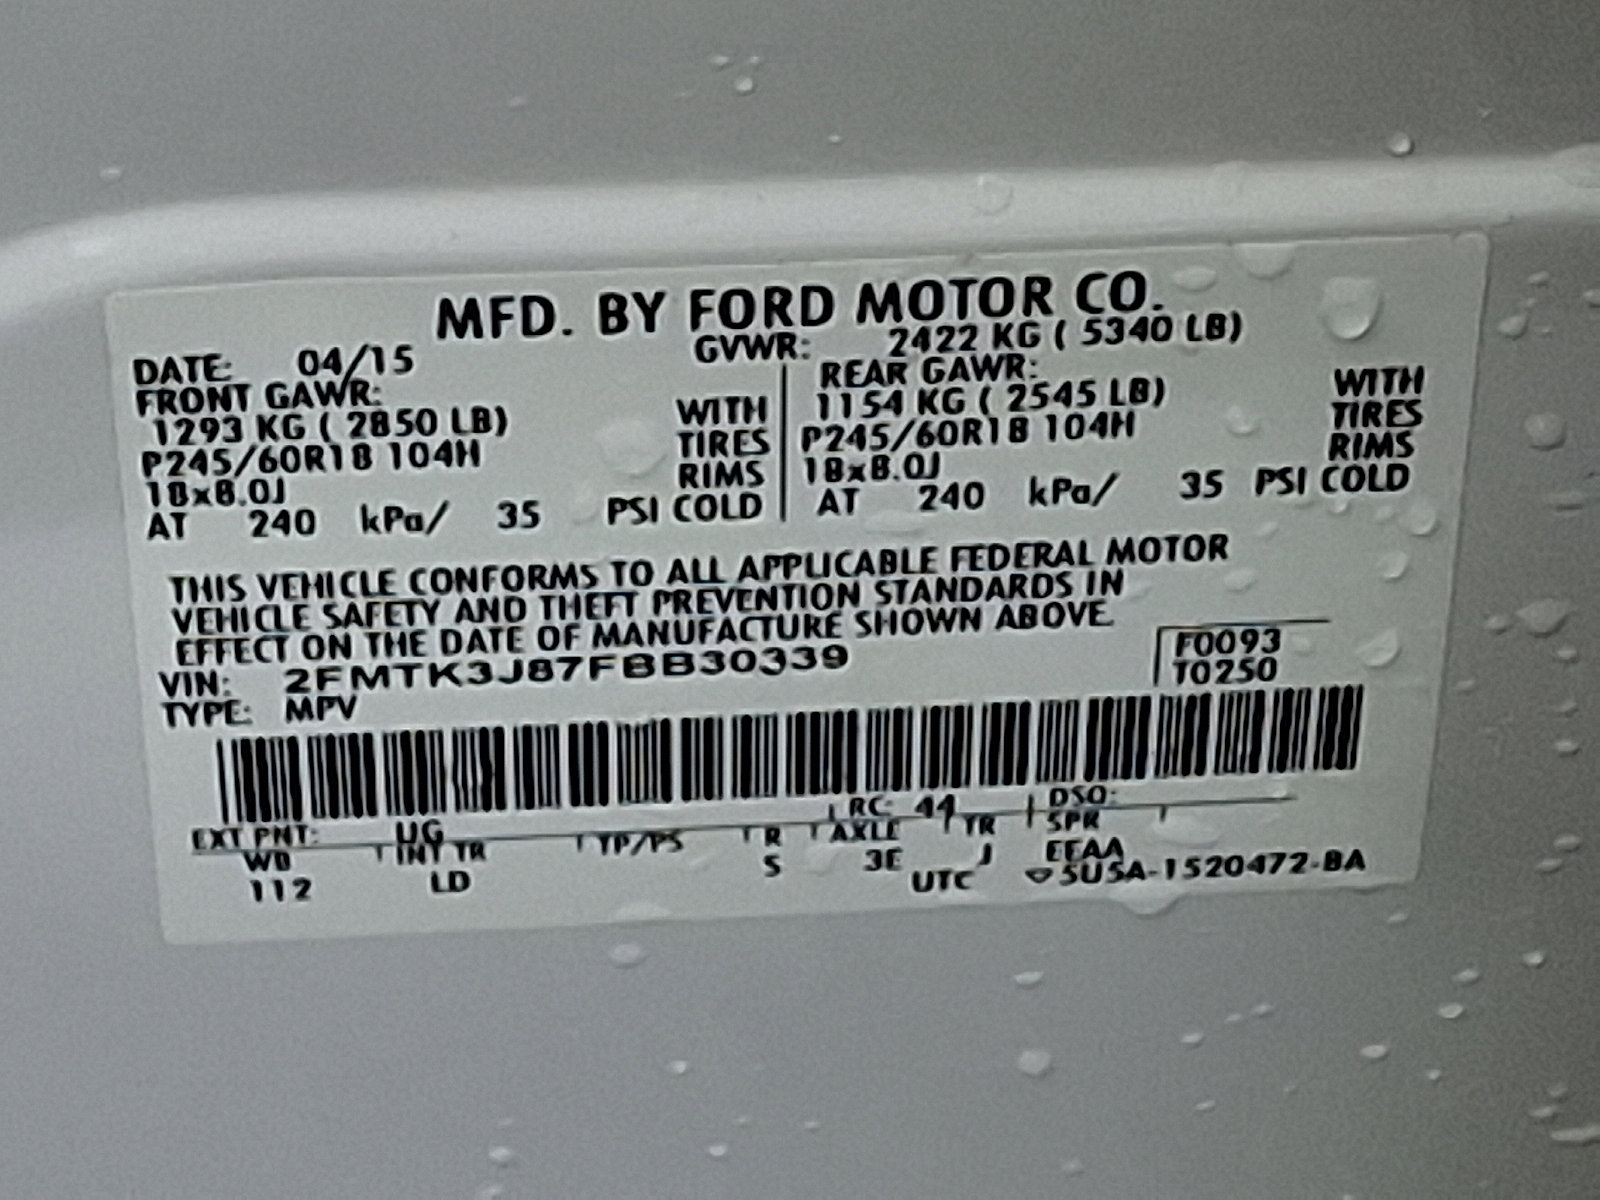 MFD. BY FORD MOTOR CO.
DATE: 04/15 GVWR: 2422 KG ( 5340 LB)
FRONT GAWR: REAR GAWR:
1293 KG ( 2850 LB) WITH 1154 KG ( 2545 LB) WITH
P245/60R18 104H TIRES P245/60R18 104H TIRES
18x8.0J RIMS 18x8.0J RIMS
AT 240 kPa/ 35 PSI COLD AT 240 kPa/ 35 PSI COLD
THIS VEHICLE CONFORMS TO ALL APPLICABLE FEDERAL MOTOR
VEHICLE SAFETY AND THEFT PREVENTION STANDARDS IN
EFFECT ON THE DATE OF MANUFACTURE SHOWN ABOVE.
F0093
VIN: 2FMTK3J87FBB30339 T0250
TYPE: MPV
EXT PNT: UG RC: 44 DSO:
WB INT TR TP/PS R AXLE TR SPR
112 LD S 3E J EEAA
UTC 5U5A-1520472-BA